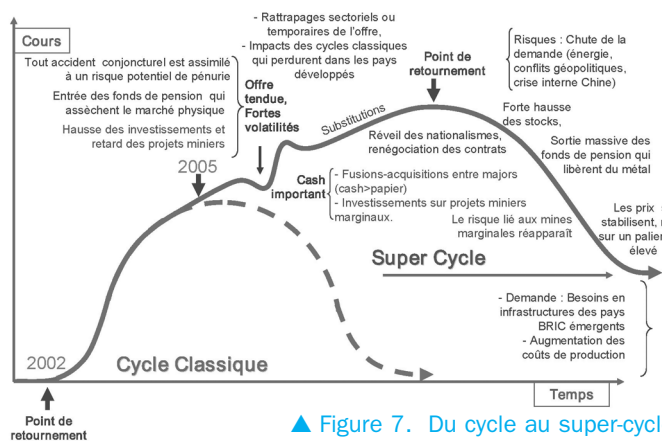 Cours
Tout accident conjoncturel est assimilé
à un risque potentiel de pénurie
Entrée des fonds de pension qui
assèchent le marché physique
Hausse des investissements et
retard des projets miniers
2005
Offre
tendue,
Fortes
volatilités
- Rattrapages sectoriels ou
temporaires de l'offre,
- Impacts des cycles classiques
qui perdurent dans les pays
développés
Substitutions
Point de
retournement
Risques : Chute de la
demande (énergie,
conflits géopolitiques,
crise interne Chine)
Forte hausse
des stocks,
Réveil des nationalismes,
renégociation des contrats
Sortie massive des
fonds de pension qui
libèrent du métal
Cash
important
- Fusions-acquisitions entre majors
(cash>papier)
- Investissements sur projets miniers
marginaux.
Le risque lié aux mines
marginales réapparaît
Les prix
stabilisent,
sur un palier
élevé
Super Cycle
- Demande : Besoins en
infrastructures des pays
BRIC émergents
- Augmentation des
coûts de production
2002
Cycle Classique
Temps
Point de
retournement
▲ Figure 7. Du cycle au super-cycl